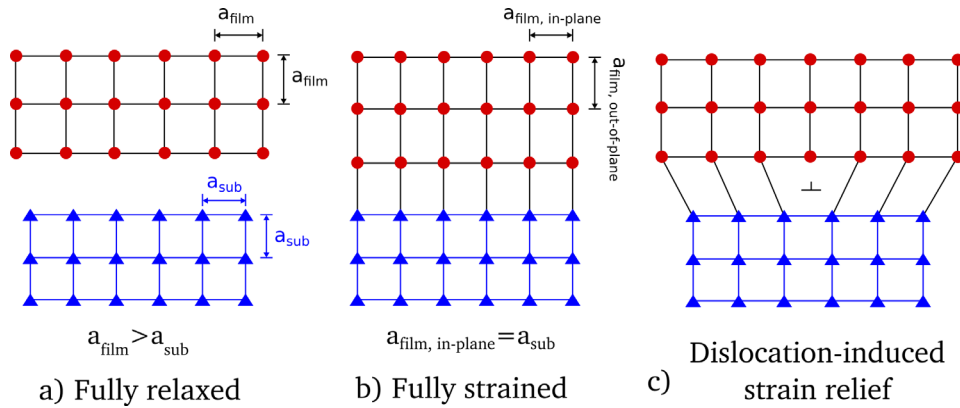 a_film
a_film
a_sub
a_sub
a_film>a_sub
a) Fully relaxed
a_film, in-plane
a_film, out-of-plane
a_film, in-plane=a_sub
b) Fully strained
⊥
c) Dislocation-induced
strain relief